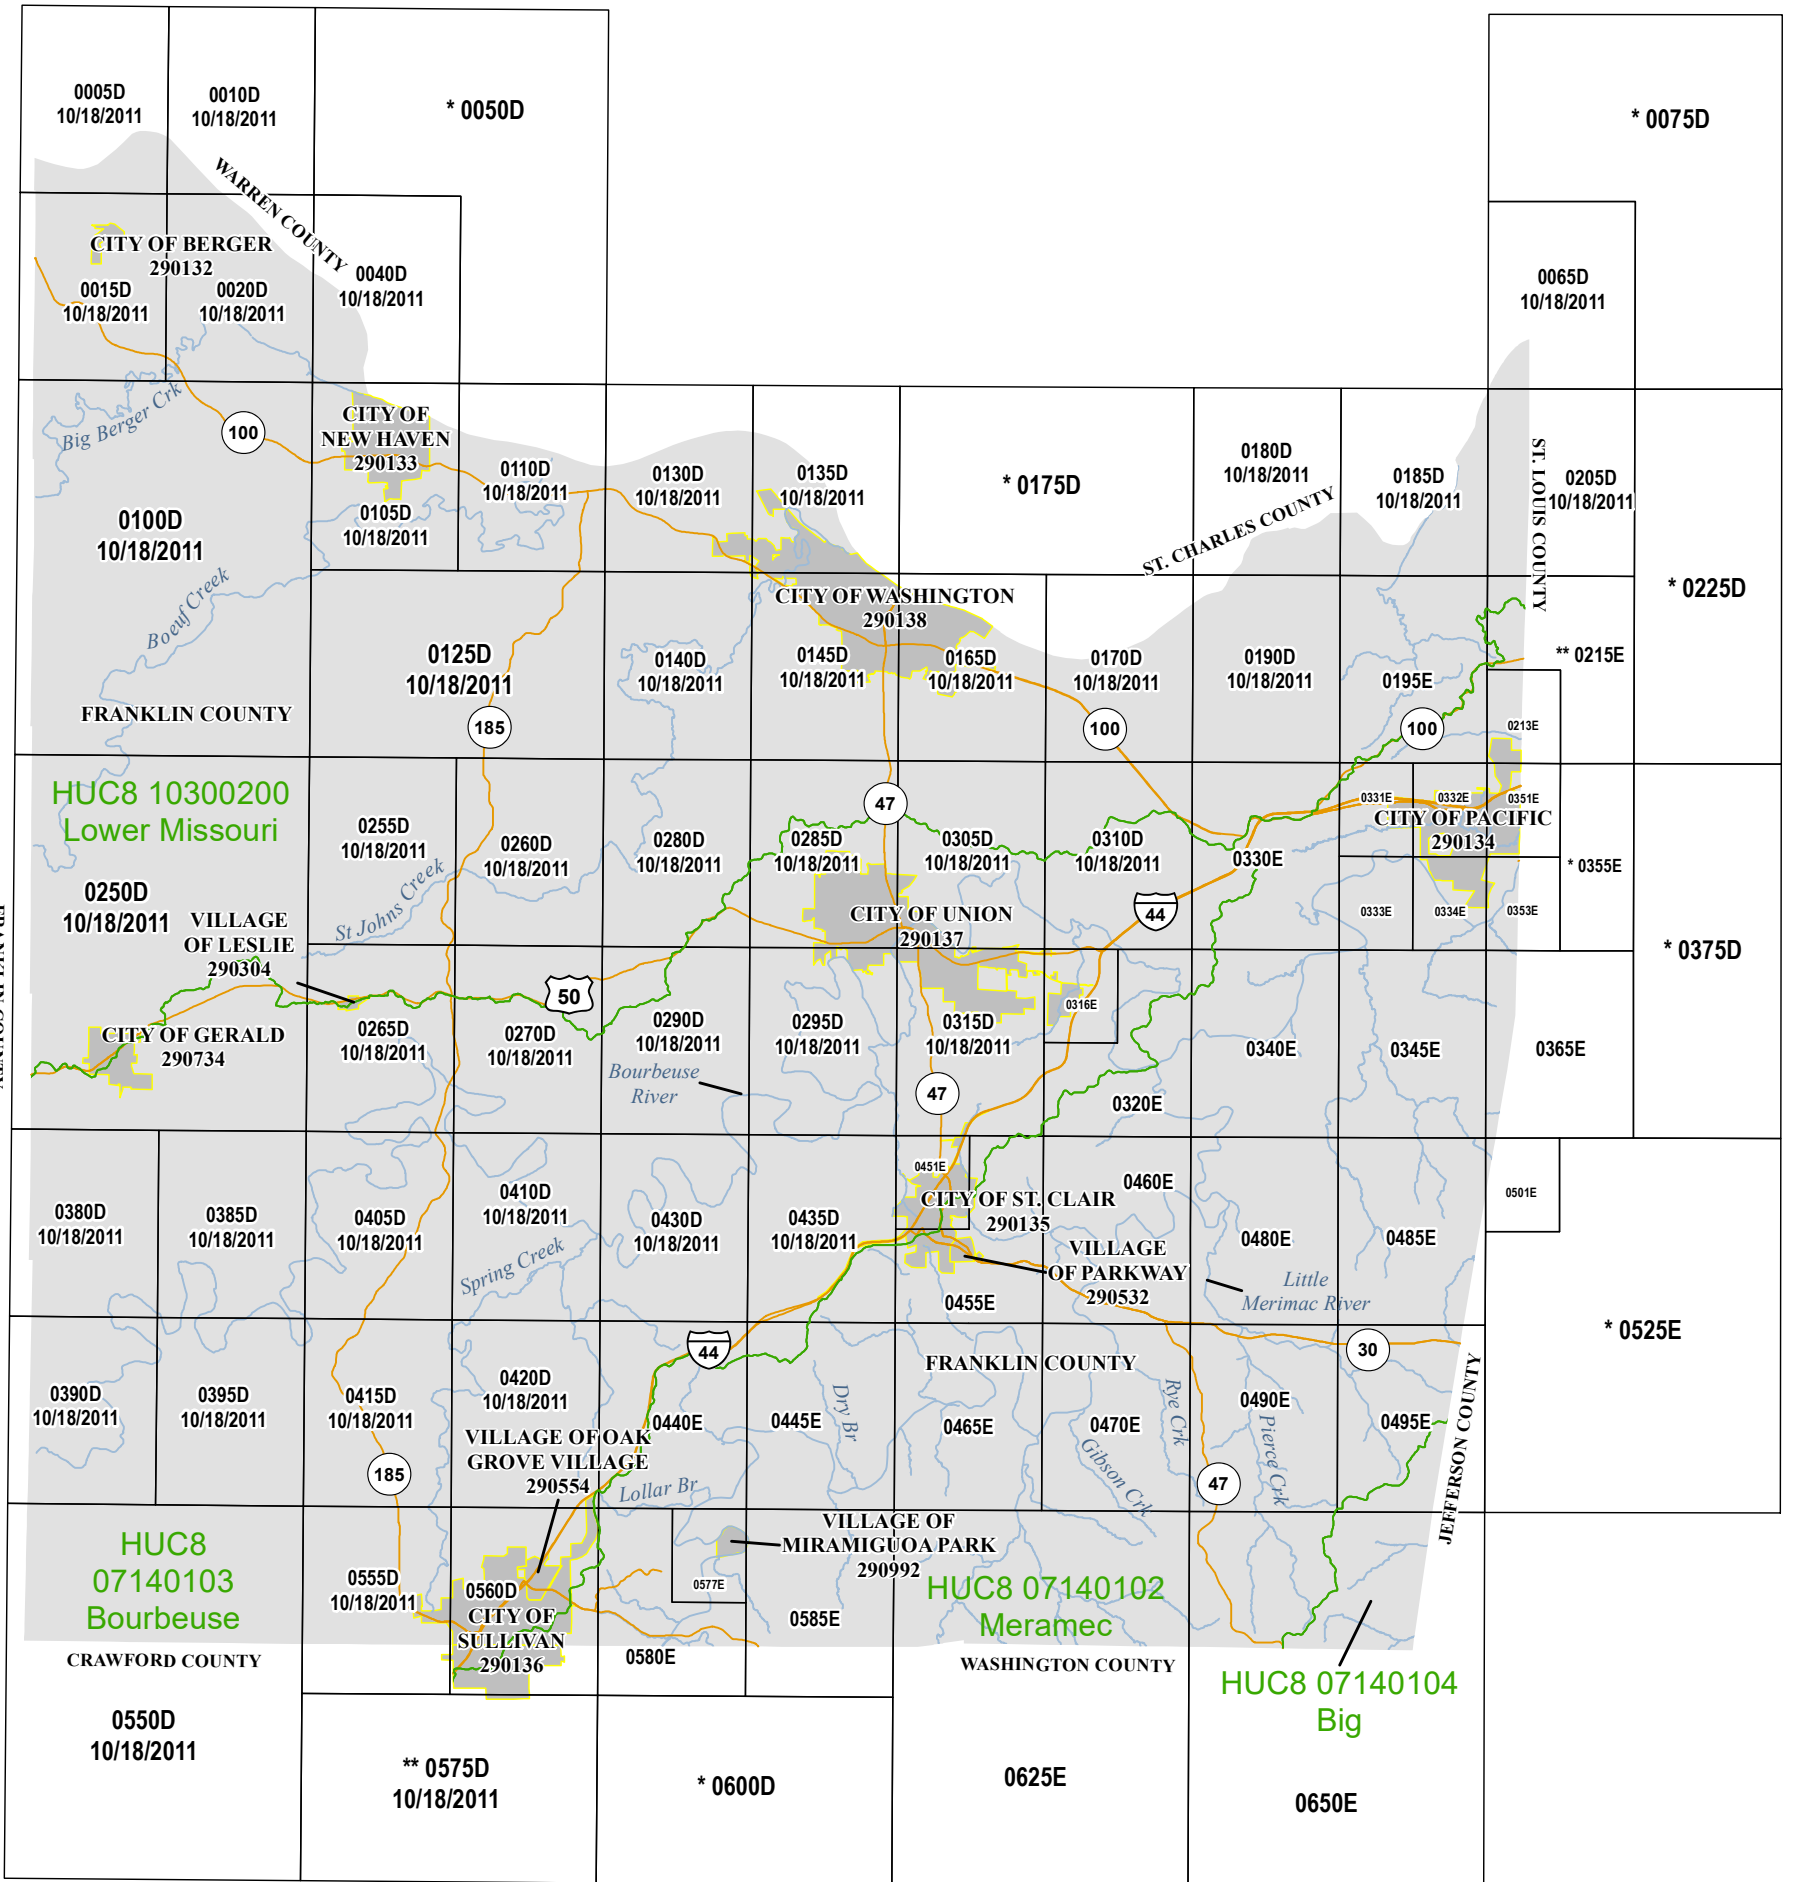 0005D
10/18/2011
0010D
10/18/2011
* 0050D
* 0075D
WARREN COUNTY
CITY OF BERGER
290132
0015D
10/18/2011
0020D
10/18/2011
0040D
10/18/2011
0065D
10/18/2011
Big Berger Crk
100
CITY OF
NEW HAVEN
290133
0105D
10/18/2011
0110D
10/18/2011
0130D
10/18/2011
0135D
10/18/2011
* 0175D
0180D
10/18/2011
0185D
10/18/2011
ST. LOUIS COUNTY
0205D
10/18/2011
ST. CHARLES COUNTY
0100D
10/18/2011
Boeuf Creek
* 0225D
CITY OF WASHINGTON
290138
0125D
10/18/2011
0140D
10/18/2011
0145D
10/18/2011
0165D
10/18/2011
0170D
10/18/2011
0190D
10/18/2011
0195E
** 0215E
FRANKLIN COUNTY
185
100
100
0213E
HUC8 10300200
Lower Missouri
47
0331E
0332E
0351E
CITY OF PACIFIC
290134
0255D
10/18/2011
0260D
10/18/2011
0280D
10/18/2011
0285D
10/18/2011
0305D
10/18/2011
0310D
10/18/2011
0330E
* 0355E
0250D
10/18/2011
St Johns Creek
VILLAGE
OF LESLIE
290304
CITY OF UNION
290137
44
0333E
0334E
0353E
* 0375D
FRANKLIN COUNTY
50
0316E
CITY OF GERALD
290734
0265D
10/18/2011
0270D
10/18/2011
0290D
10/18/2011
0295D
10/18/2011
0315D
10/18/2011
0340E
0345E
0365E
Bourbeuse
River
47
0320E
0451E
0380D
10/18/2011
0385D
10/18/2011
0405D
10/18/2011
0410D
10/18/2011
0430D
10/18/2011
0435D
10/18/2011
CITY OF ST. CLAIR
290135
0460E
0480E
0485E
0501E
Spring Creek
VILLAGE
OF PARKWAY
290532
Little
Merimac River
0455E
* 0525E
44
30
FRANKLIN COUNTY
0390D
10/18/2011
0395D
10/18/2011
0415D
10/18/2011
0420D
10/18/2011
0440E
0445E
Dry Br
0465E
0470E
Rye Crk
0490E
0495E
JEFFERSON COUNTY
VILLAGE OF OAK
GROVE VILLAGE
290554
Gibson Crk
Pierce Crk
185
Lollar Br
47
HUC8
07140103
Bourbeuse
VILLAGE OF
MIRAMIGUOA PARK
290992
0555D
10/18/2011
0560D
CITY OF
SULLIVAN
290136
0577E
HUC8 07140102
Meramec
0585E
CRAWFORD COUNTY
0580E
WASHINGTON COUNTY
HUC8 07140104
Big
0550D
10/18/2011
** 0575D
10/18/2011
* 0600D
0625E
0650E